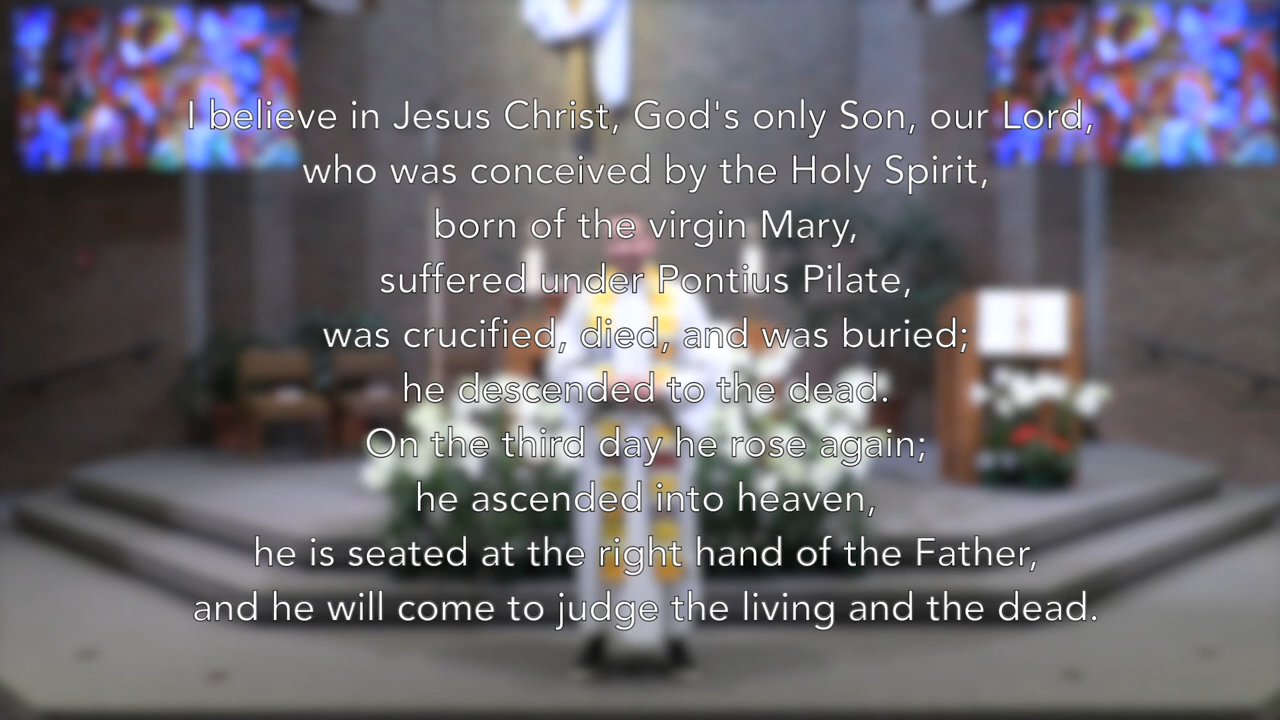 I believe in Jesus Christ, God's only Son, our Lord,
who was conceived by the Holy Spirit,
born of the virgin Mary,
suffered under Pontius Pilate,
was crucified, died, and was buried;
he descended to the dead.
On the third day he rose again;
he ascended into heaven,
he is seated at the right hand of the Father,
and he will come to judge the living and the dead.